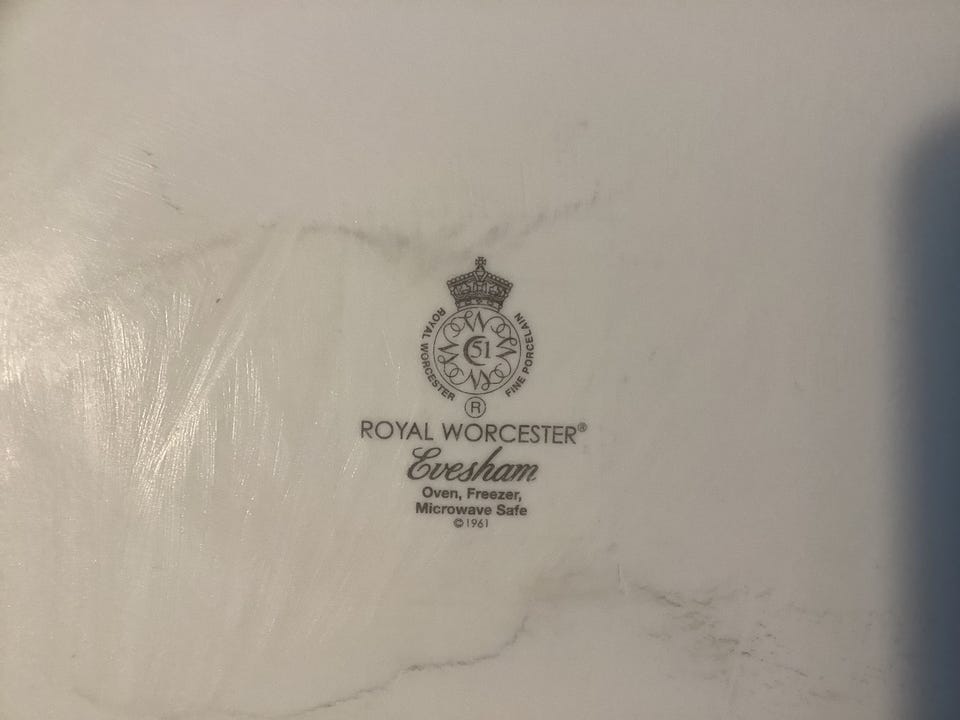 ROYAL WORCESTER
FINE PORCELAIN
51
®
ROYAL WORCESTER®
Evesham
Oven, Freezer,
Microwave Safe
©1961